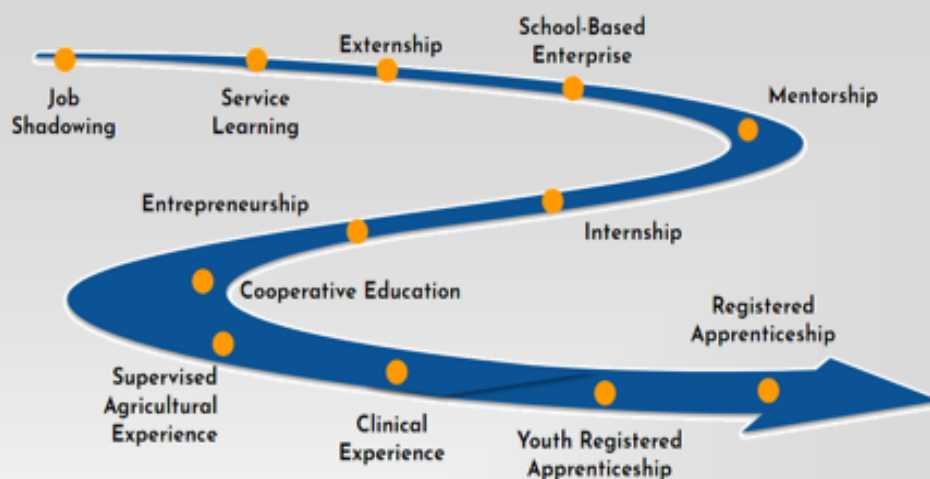 Job
Shadowing
Service
Learning
Externship
School-Based
Enterprise
Mentorship
Internship
Entrepreneurship
Cooperative Education
Supervised
Agricultural
Experience
Clinical
Experience
Youth Registered
Apprenticeship
Registered
Apprenticeship